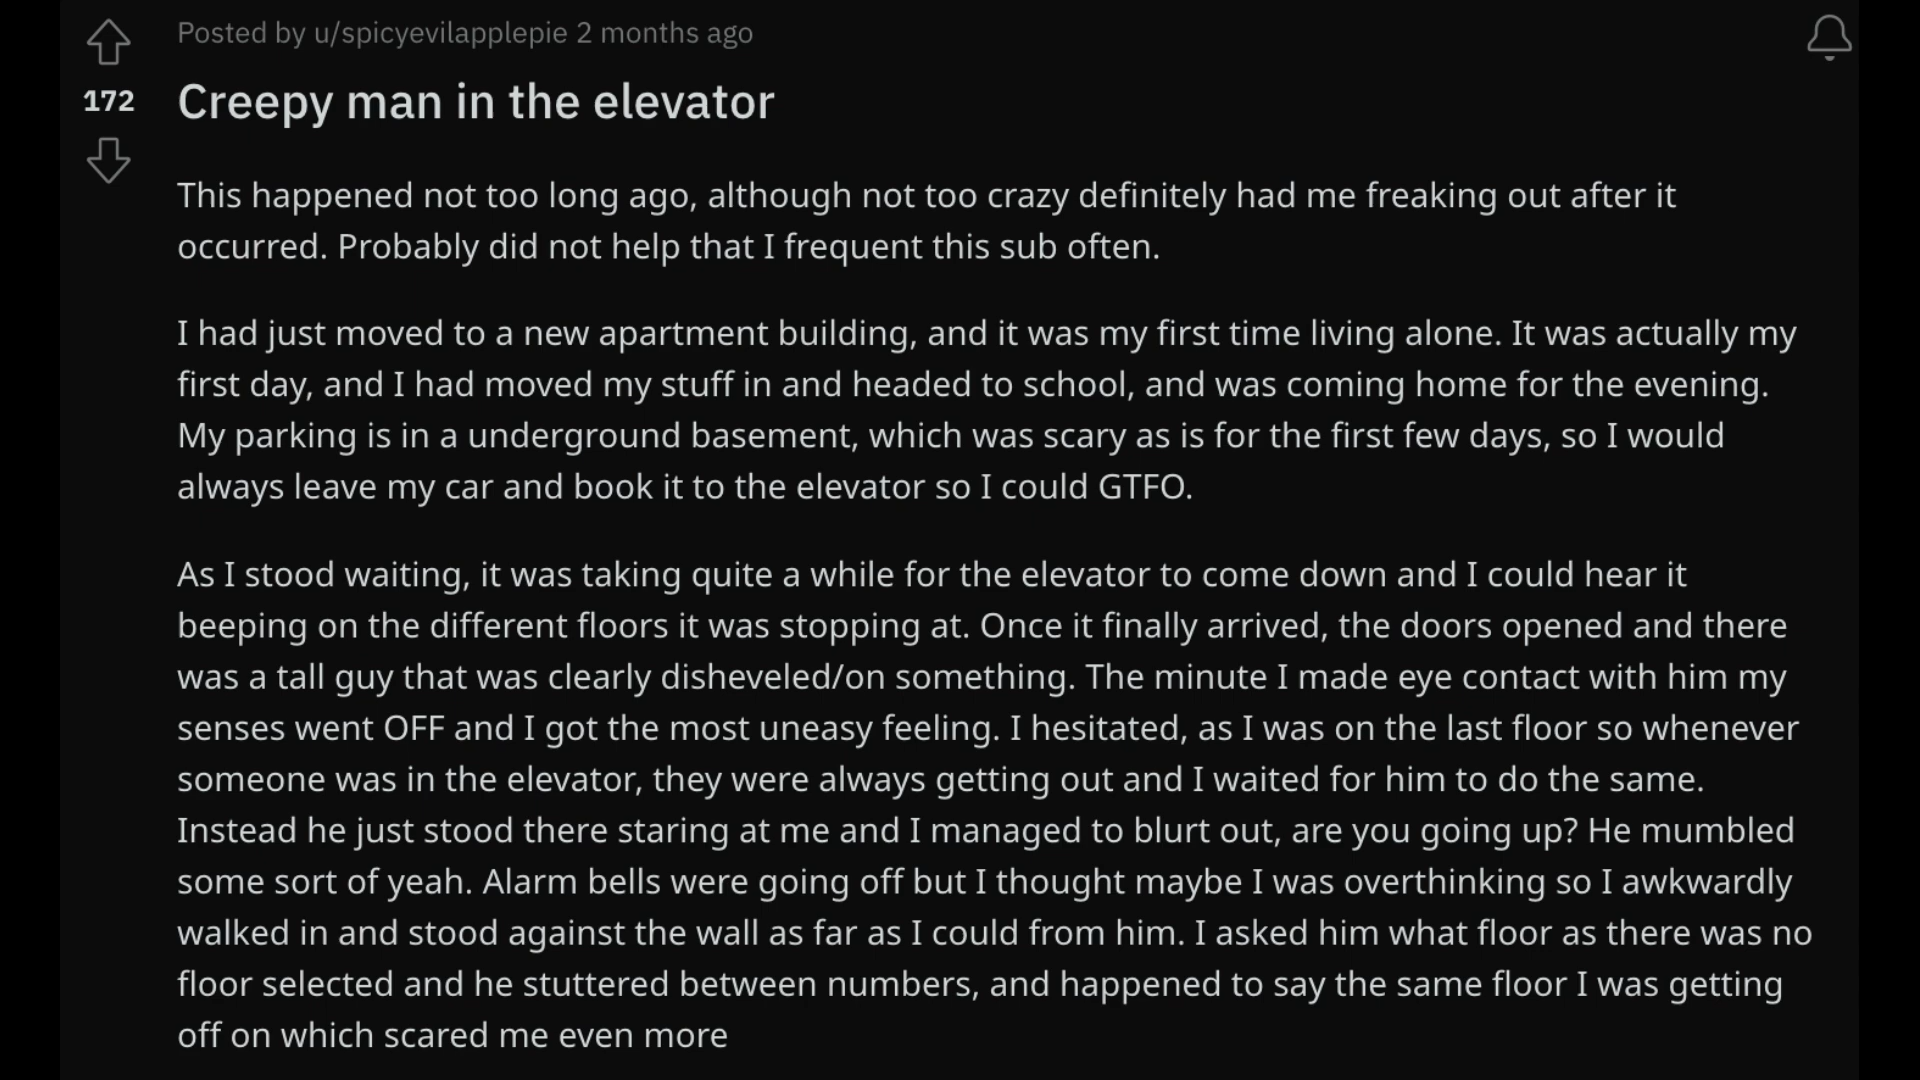 Posted by u/spicyevilapplepie 2 months ago
172
Creepy man in the elevator
This happened not too long ago, although not too crazy definitely had me freaking out after it
occurred. Probably did not help that I frequent this sub often.
I had just moved to a new apartment building, and it was my first time living alone. It was actually my
first day, and I had moved my stuff in and headed to school, and was coming home for the evening.
My parking is in a underground basement, which was scary as is for the first few days, so I would
always leave my car and book it to the elevator so I could GTFO.
As I stood waiting, it was taking quite a while for the elevator to come down and I could hear it
beeping on the different floors it was stopping at. Once it finally arrived, the doors opened and there
was a tall guy that was clearly disheveled/on something. The minute I made eye contact with him my
senses went OFF and I got the most uneasy feeling. I hesitated, as I was on the last floor so whenever
someone was in the elevator, they were always getting out and I waited for him to do the same.
Instead he just stood there staring at me and I managed to blurt out, are you going up? He mumbled
some sort of yeah. Alarm bells were going off but I thought maybe I was overthinking so I awkwardly
walked in and stood against the wall as far as I could from him. I asked him what floor as there was no
floor selected and he stuttered between numbers, and happened to say the same floor I was getting
off on which scared me even more